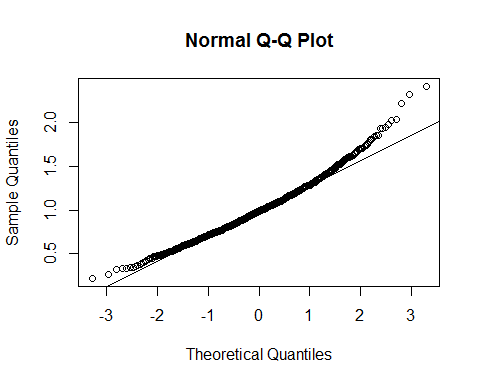 Normal Q-Q Plot
Sample Quantiles
2.0
1.5
1.0
0.5
-3 -2 -1 0 1 2 3
Theoretical Quantiles